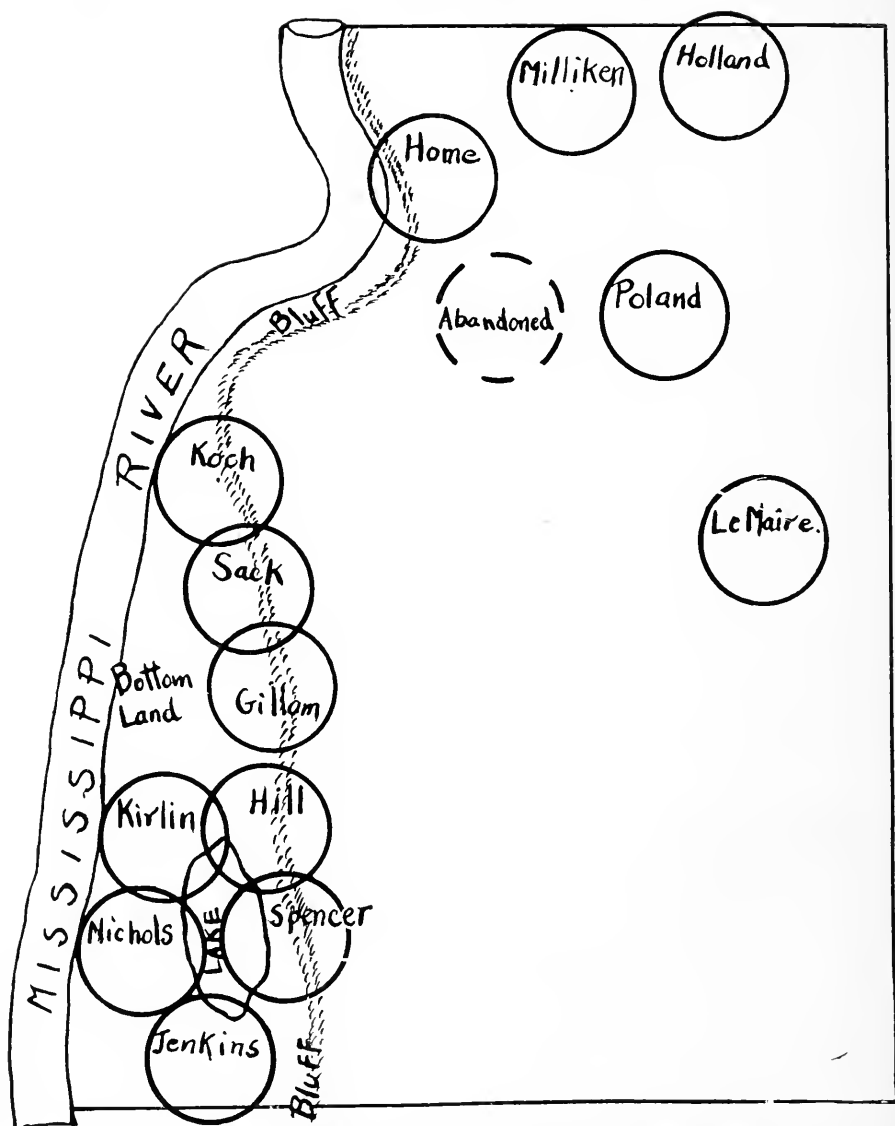 Milliken
Holland
Home
Bluff
Abandoned
Poland
MISSISSIPPI RIVER
Koch
LeMaire.
Sack
Bottom
Land
Gillam
Kirlin
Hill
Nichols
LAKE
Spencer
Jenkins
Bluff